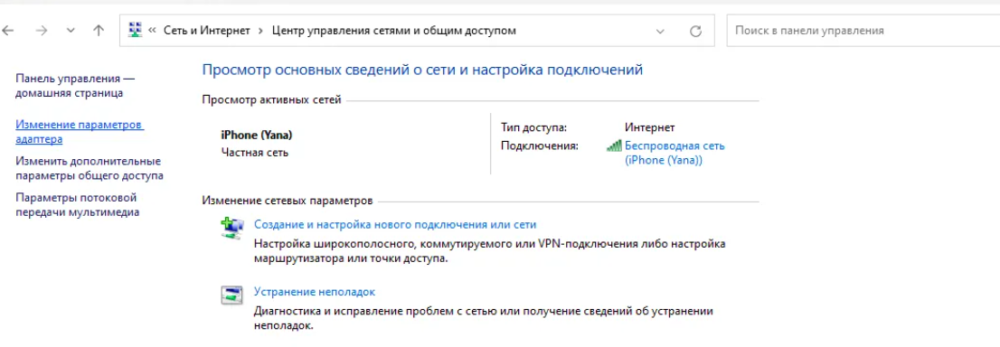 « Сеть и Интернет › Центр управления сетями и общим доступом
Поиск в панели управления
Панель управления —
домашняя страница
Изменение параметров
адаптера
Изменить дополнительные
параметры общего доступа
Параметры потоковой
передачи мультимедиа
Просмотр основных сведений о сети и настройка подключений
Просмотр активных сетей
iPhone (Yana)
Частная сеть
Тип доступа: Интернет
Подключения: Беспроводная сеть
(iPhone (Yana))
Изменение сетевых параметров
Создание и настройка нового подключения или сети
Настройка широкополосного, коммутируемого или VPN-подключения либо настройка
маршрутизатора или точки доступа.
Устранение неполадок
Диагностика и исправление проблем с сетью или получение сведений об устранении
неполадок.